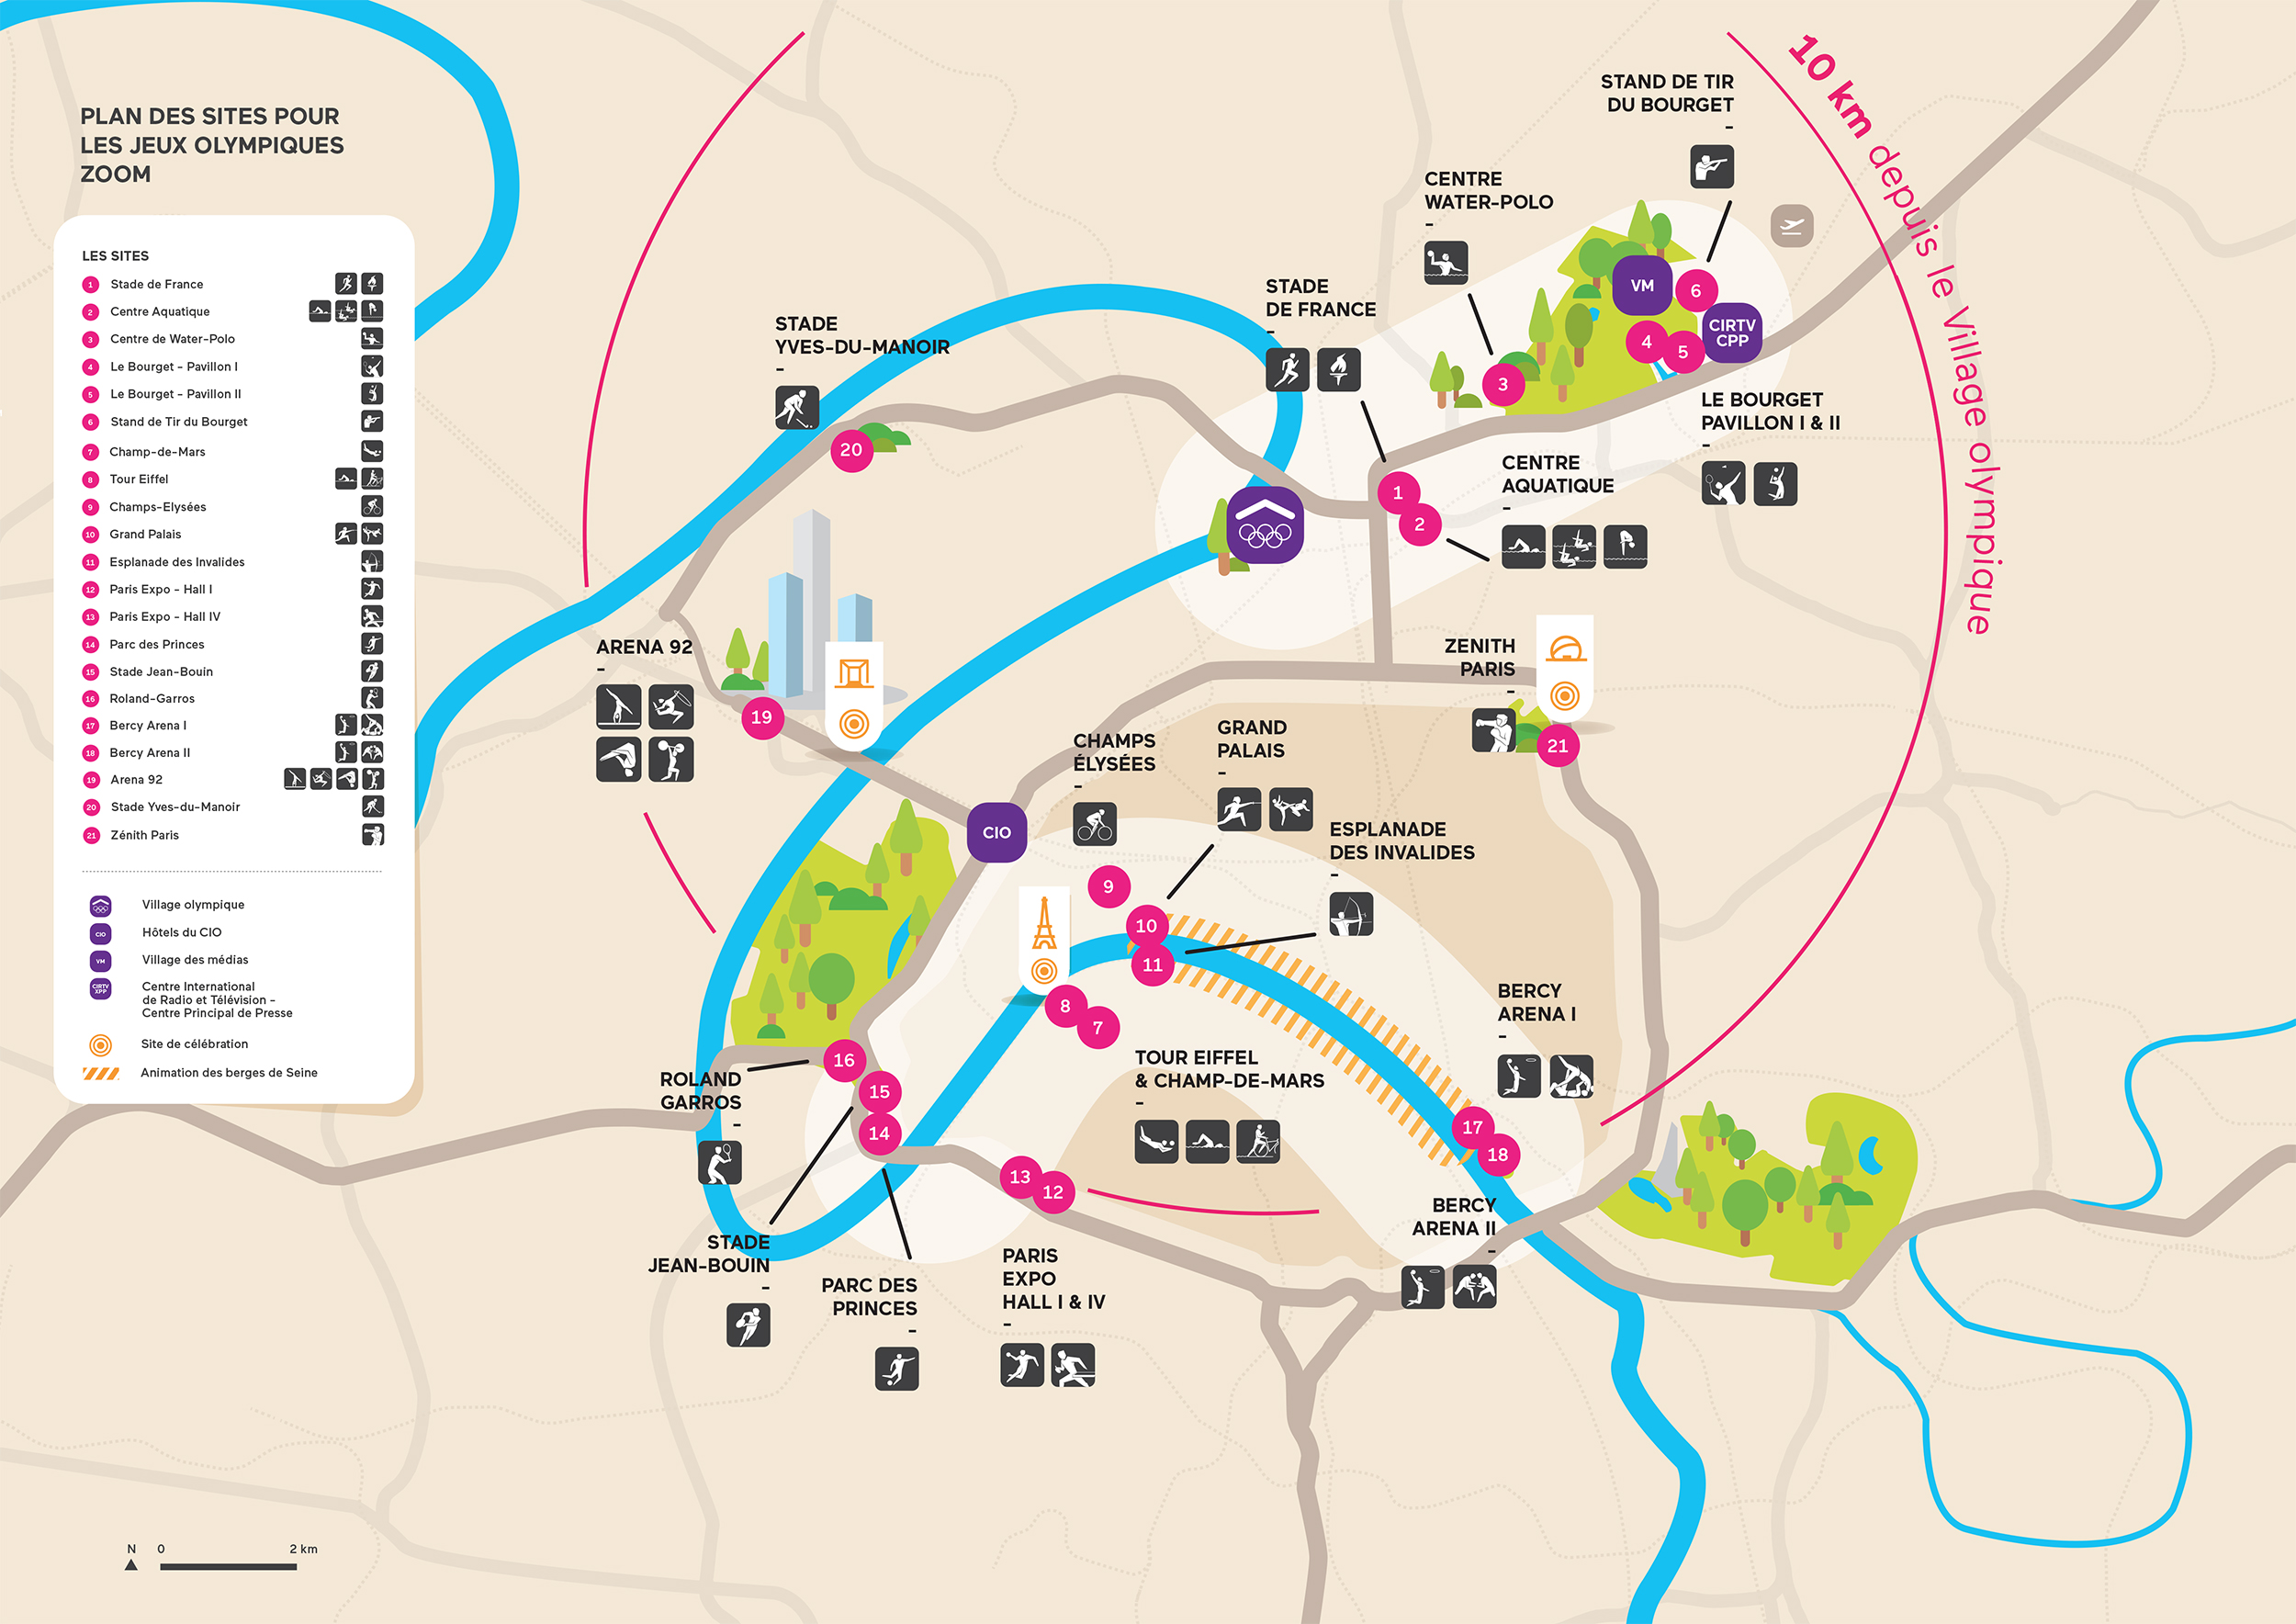 PLAN DES SITES POUR
LES JEUX OLYMPIQUES
ZOOM
LES SITES
1 Stade de France
2 Centre Aquatique
3 Centre de Water-Polo
4 Le Bourget - Pavillon I
5 Le Bourget - Pavillon II
6 Stand de Tir du Bourget
7 Champ-de-Mars
8 Tour Eiffel
9 Champs-Elysées
10 Grand Palais
11 Esplanade des Invalides
12 Paris Expo - Hall I
13 Paris Expo - Hall IV
14 Parc des Princes
15 Stade Jean-Bouin
16 Roland-Garros
17 Bercy Arena I
18 Bercy Arena II
19 Arena 92
20 Stade Yves-du-Manoir
21 Zénith Paris
Village olympique
CIO Hôtels du CIO
VM Village des médias
CIRTV
XPP
Centre International
de Radio et Télévision -
Centre Principal de Presse
Site de célébration
Animation des berges de Seine
N 0 2 km
10 km depuis le Village olympique
STAND DE TIR
DU BOURGET
-
CENTRE
WATER-POLO
-
VM
6
CIRTV
CPP
4
5
3
STADE
DE FRANCE
-
LE BOURGET
PAVILLON I & II
-
STADE
YVES-DU-MANOIR
-
20
1
2
CENTRE
AQUATIQUE
-
ARENA 92
-
19
ZENITH
PARIS
-
21
CIO
CHAMPS
ÉLYSÉES
-
9
GRAND
PALAIS
-
10
ESPLANADE
DES INVALIDES
-
11
8
7
TOUR EIFFEL
& CHAMP-DE-MARS
-
BERCY
ARENA I
-
17
18
BERCY
ARENA II
-
16
ROLAND
GARROS
-
15
14
STADE
JEAN-BOUIN
-
PARC DES
PRINCES
-
13
12
PARIS
EXPO
HALL I & IV
-